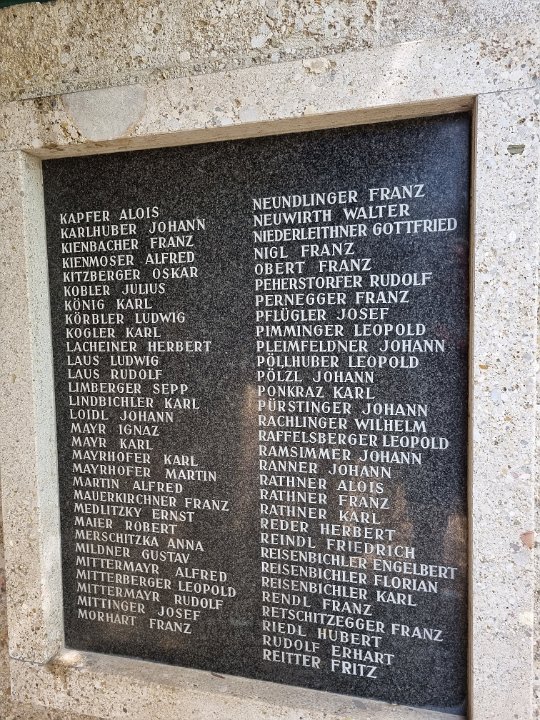 KAPFER ALOIS
KARLHUBER JOHANN
KIENBACHER FRANZ
KIENMOSER ALFRED
KITZBERGER OSKAR
KOBLER JULIUS
KÖNIG KARL
KÖRBLER LUDWIG
KOGLER KARL
LACHEINER HERBERT
LAUS LUDWIG
LAUS RUDOLF
LIMBERGER SEPP
LINDBICHLER KARL
LOIDL JOHANN
MAYR IGNAZ
MAYR KARL
MAYRHOFER KARL
MAYRHOFER MARTIN
MARTIN ALFRED
MAUERKIRCHNER FRANZ
MEDLITZKY ERNST
MAIER ROBERT
MERSCHITZKA ANNA
MILDNER GUSTAV
MITTERMAYR ALFRED
MITTERBERGER LEOPOLD
MITTERMAYR RUDOLF
MITTINGER JOSEF
MORHART FRANZ
NEUNDLINGER FRANZ
NEUWIRTH WALTER
NIEDERLEITHNER GOTTFRIED
NIGL FRANZ
OBERT FRANZ
PEHERSTORFER RUDOLF
PERNEGGER FRANZ
PFLÜGLER JOSEF
PIMMINGER LEOPOLD
PLEIMFELDNER JOHANN
PÖLLHUBER LEOPOLD
PÖLZL JOHANN
PONKRAZ KARL
PÜRSTINGER JOHANN
RACHLINGER WILHELM
RAFFELSBERGER LEOPOLD
RAMSIMMER JOHANN
RANNER JOHANN
RATHNER ALOIS
RATHNER FRANZ
RATHNER KARL
REDER HERBERT
REINDL FRIEDRICH
REISENBICHLER ENGELBERT
REISENBICHLER FLORIAN
REISENBICHLER KARL
RENDL FRANZ
RETSCHITZEGGER FRANZ
RIEDL HUBERT
RUDOLF ERHART
REITTER FRITZ